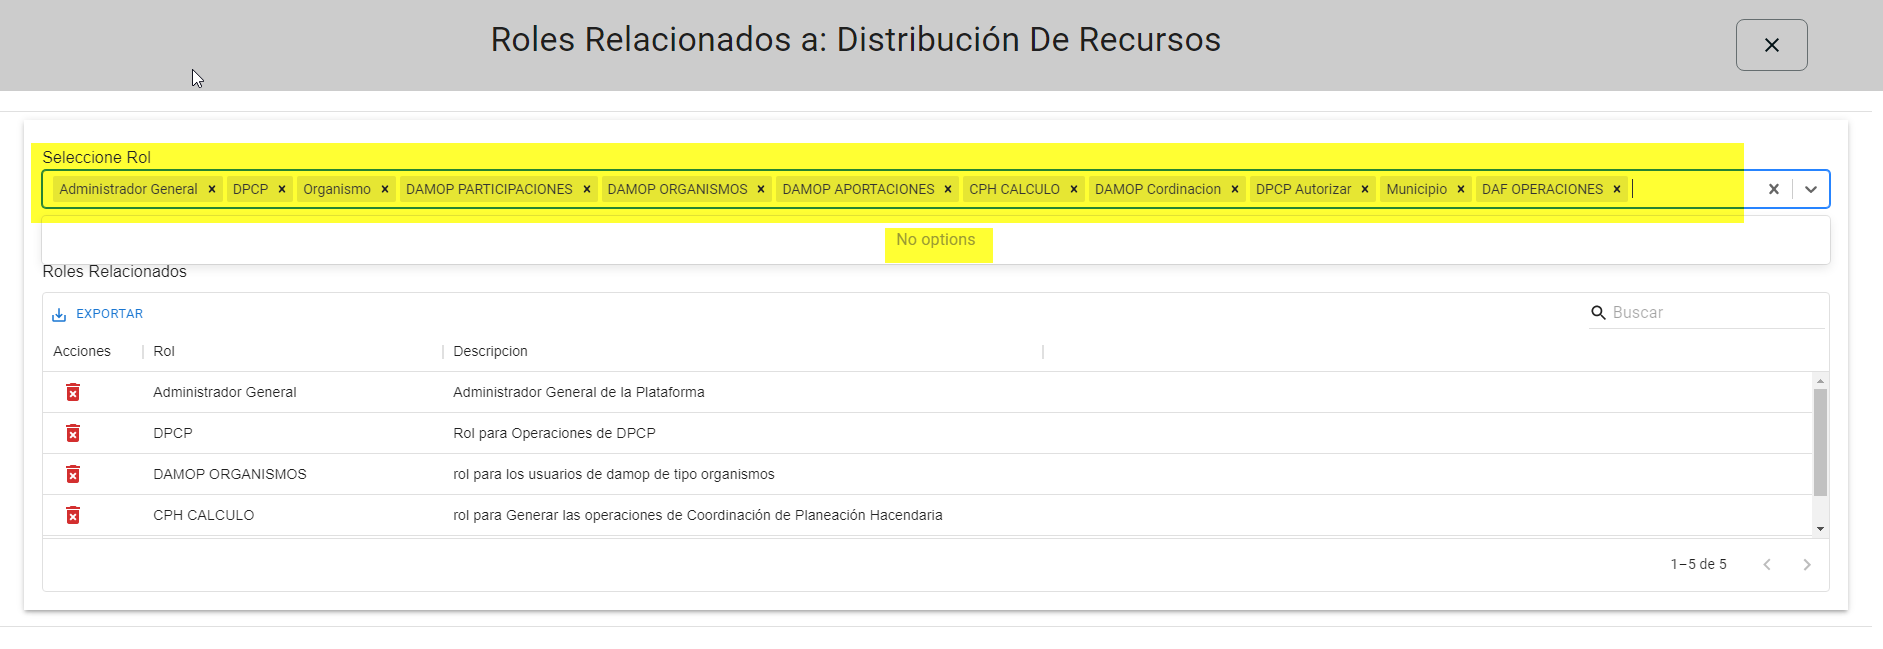 Roles Relacionados a: Distribución De Recursos
Seleccione Rol
Administrador General × DPCP × Organismo × DAMOP PARTICIPACIONES × DAMOP ORGANISMOS × DAMOP APORTACIONES × CPH CALCULO × DAMOP Cordinacion × DPCP Autorizar × Municipio × DAF OPERACIONES ×
No options
Roles Relacionados
EXPORTAR
Buscar
Acciones Rol Descripcion
Administrador General Administrador General de la Plataforma
DPCP Rol para Operaciones de DPCP
DAMOP ORGANISMOS rol para los usuarios de damop de tipo organismos
CPH CALCULO rol para Generar las operaciones de Coordinación de Planeación Hacendaria
1–5 de 5